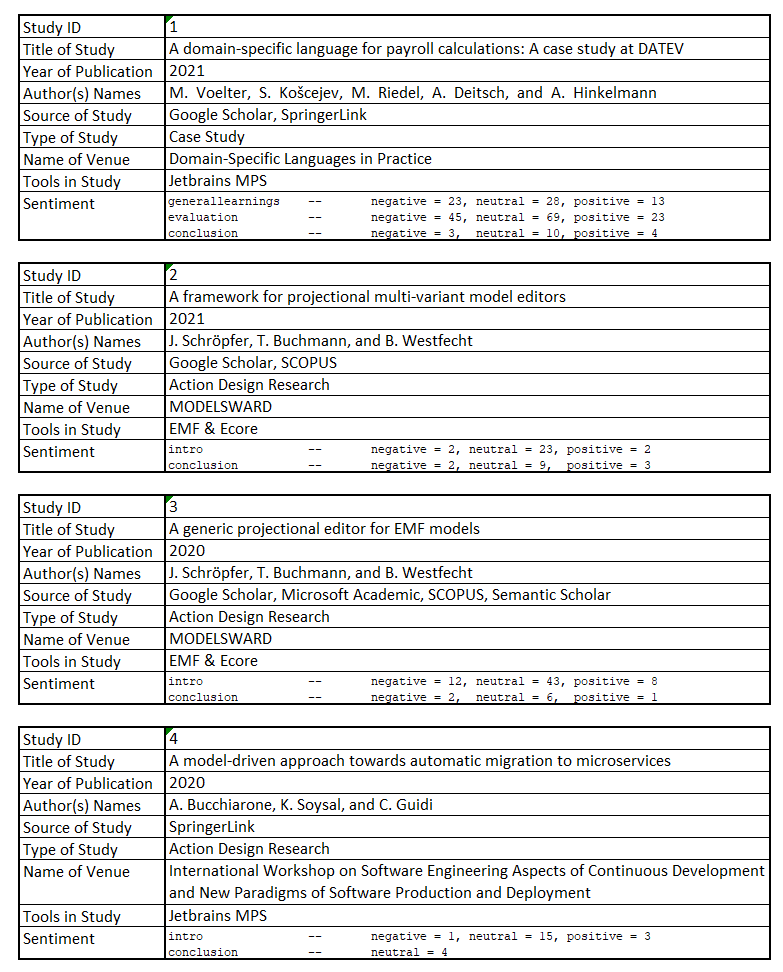 Study ID 1
Title of Study A domain-specific language for payroll calculations: A case study at DATEV
Year of Publication 2021
Author(s) Names M. Voelter, S. Košcejev, M. Riedel, A. Deitsch, and A. Hinkelmann
Source of Study Google Scholar, SpringerLink
Type of Study Case Study
Name of Venue Domain-Specific Languages in Practice
Tools in Study Jetbrains MPS
Sentiment generallearnings -- negative = 23, neutral = 28, positive = 13
evaluation -- negative = 45, neutral = 69, positive = 23
conclusion -- negative = 3, neutral = 10, positive = 4
Study ID 2
Title of Study A framework for projectional multi-variant model editors
Year of Publication 2021
Author(s) Names J. Schröpfer, T. Buchmann, and B. Westfecht
Source of Study Google Scholar, SCOPUS
Type of Study Action Design Research
Name of Venue MODELSWARD
Tools in Study EMF & Ecore
Sentiment intro -- negative = 2, neutral = 23, positive = 2
conclusion -- negative = 2, neutral = 9, positive = 3
Study ID 3
Title of Study A generic projectional editor for EMF models
Year of Publication 2020
Author(s) Names J. Schröpfer, T. Buchmann, and B. Westfecht
Source of Study Google Scholar, Microsoft Academic, SCOPUS, Semantic Scholar
Type of Study Action Design Research
Name of Venue MODELSWARD
Tools in Study EMF & Ecore
Sentiment intro -- negative = 12, neutral = 43, positive = 8
conclusion -- negative = 2, neutral = 6, positive = 1
Study ID 4
Title of Study A model-driven approach towards automatic migration to microservices
Year of Publication 2020
Author(s) Names A. Bucchiarone, K. Soysal, and C. Guidi
Source of Study SpringerLink
Type of Study Action Design Research
Name of Venue International Workshop on Software Engineering Aspects of Continuous Development
and New Paradigms of Software Production and Deployment
Tools in Study Jetbrains MPS
Sentiment intro -- negative = 1, neutral = 15, positive = 3
conclusion -- neutral = 4